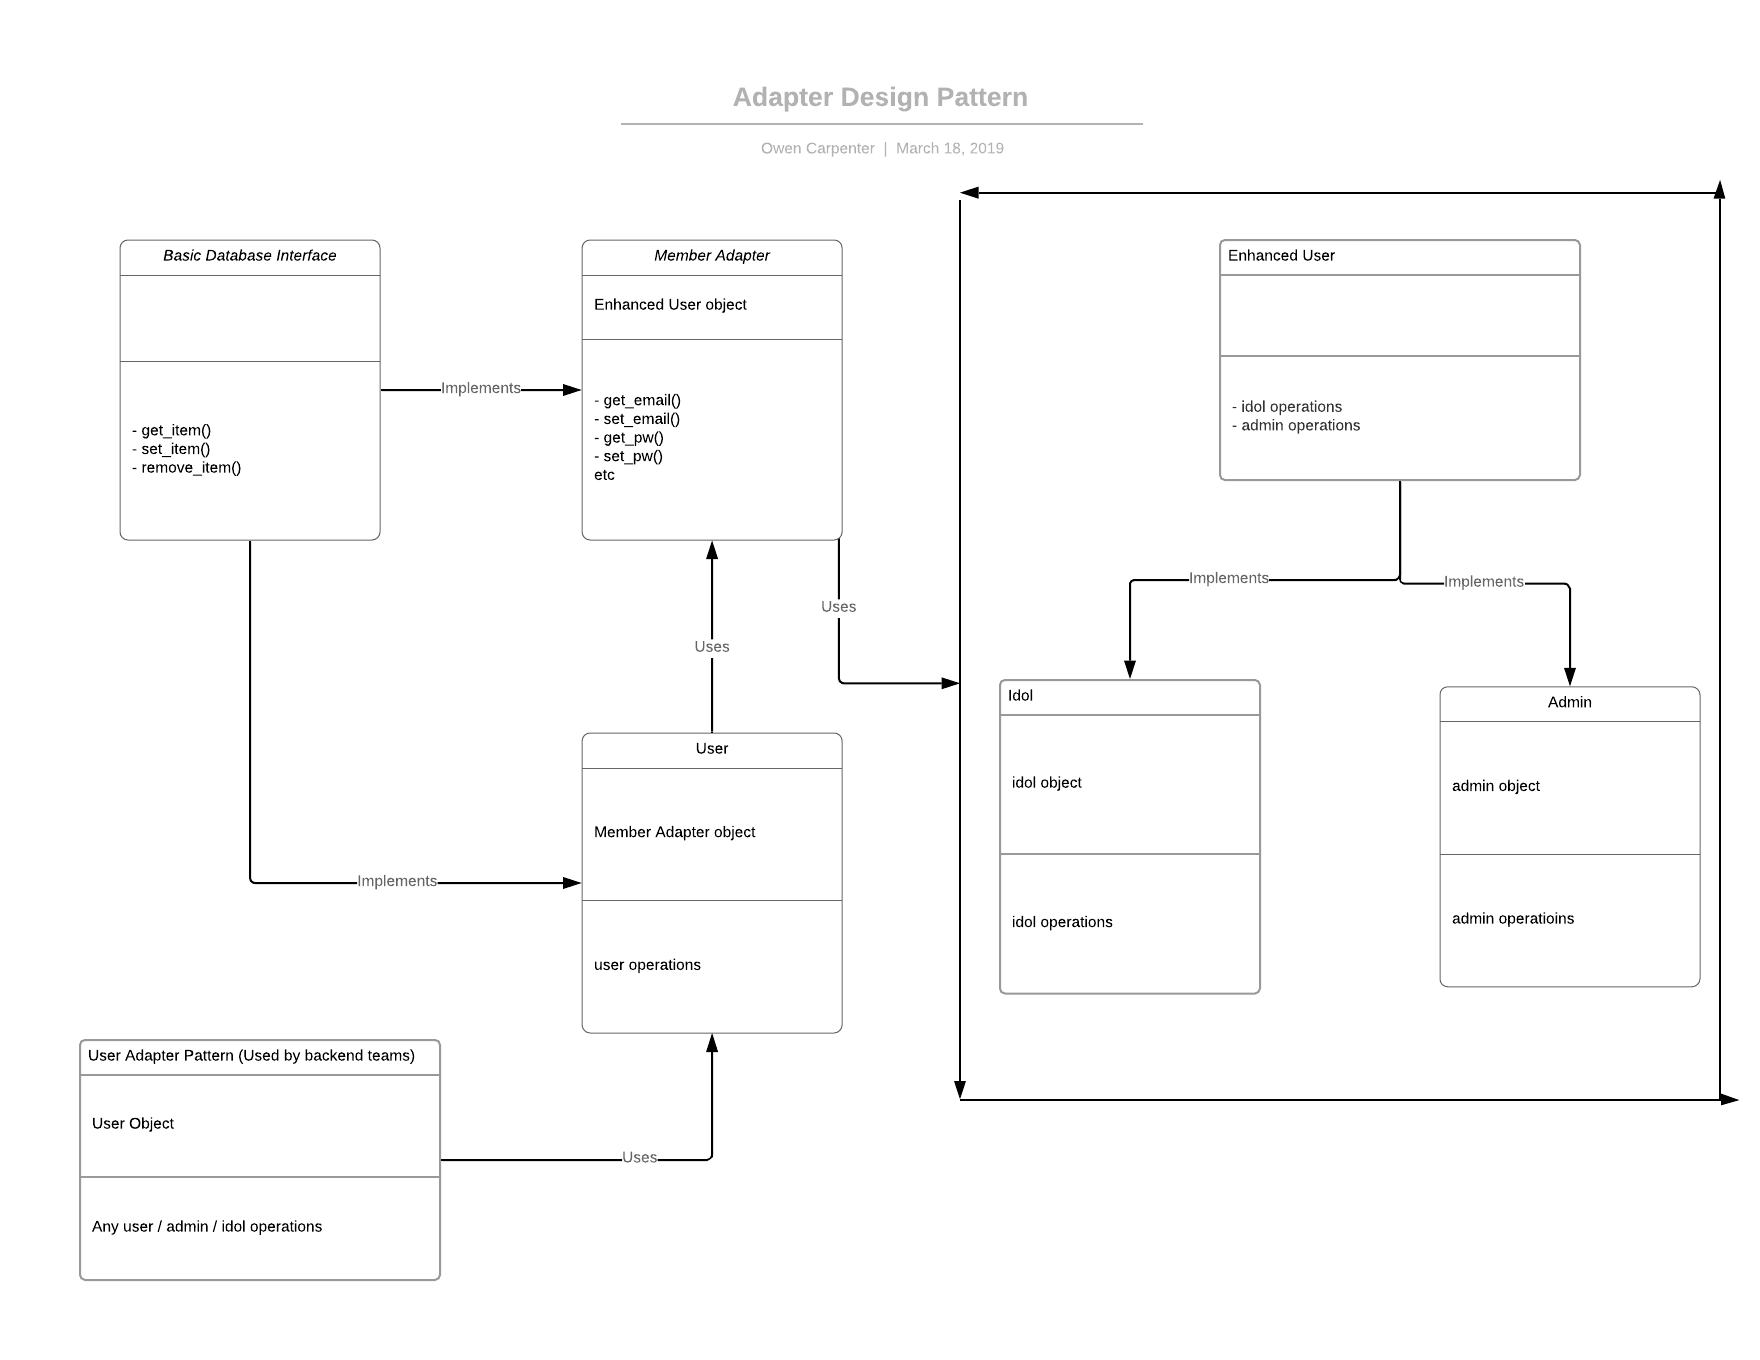 Adapter Design Pattern
Owen Carpenter | March 18, 2019
Basic Database Interface
- get_item()
- set_item()
- remove_item()
Implements
Member Adapter
Enhanced User object
- get_email()
- set_email()
- get_pw()
- set_pw()
etc
Enhanced User
- idol operations
- admin operations
Implements
Implements
Uses
Uses
Idol
idol object
idol operations
Admin
admin object
admin operatioins
User
Member Adapter object
user operations
Implements
User Adapter Pattern (Used by backend teams)
User Object
Any user / admin / idol operations
Uses